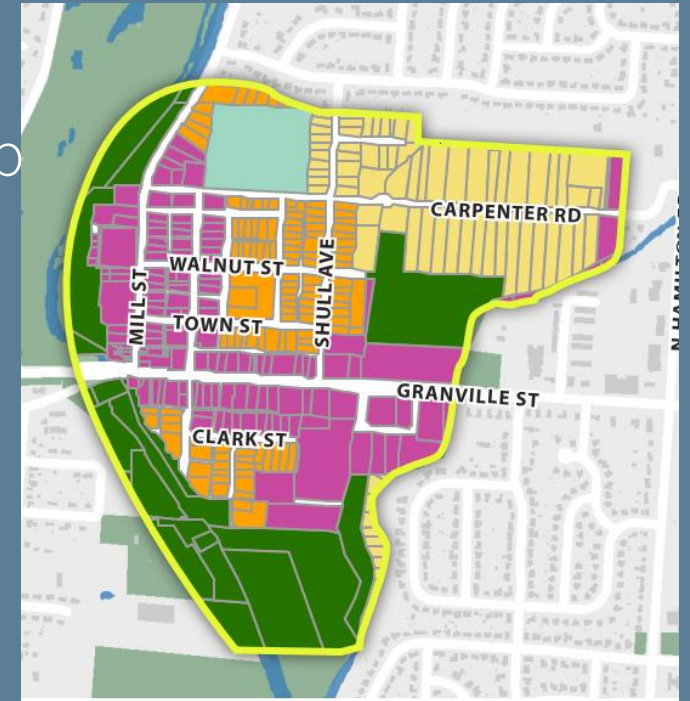 CARPENTER RD
WALNUT ST
SHULL AVE
MILL ST
TOWN ST
GRANVILLE ST
CLARK ST